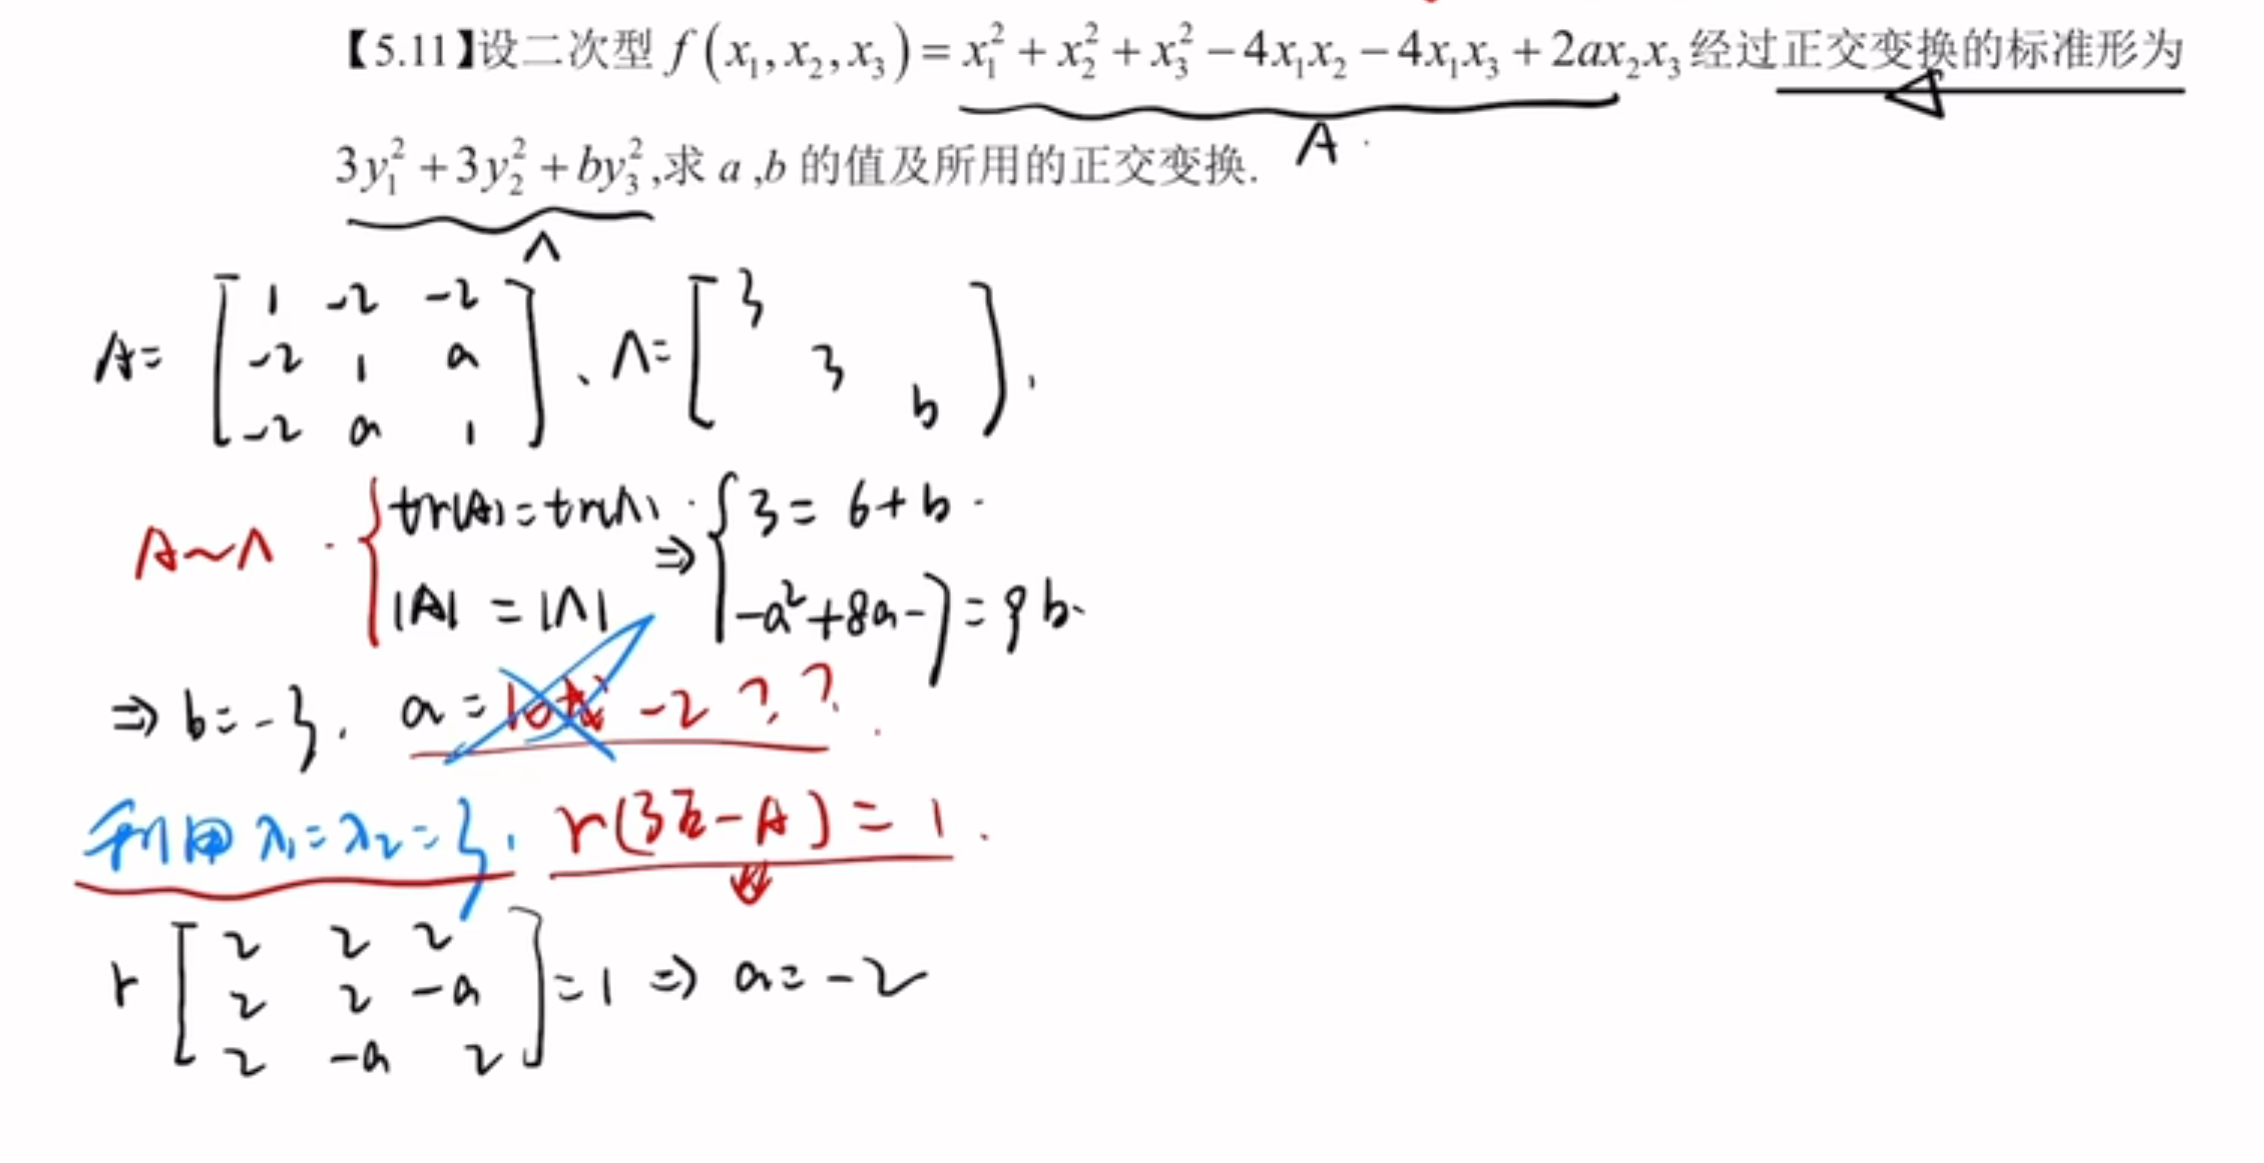 【5.11】设二次型 f(x₁,x₂,x₃)=x₁²+x₂²+x₃²−4x₁x₂−4x₁x₃+2ax₂x₃ 经过正交变换的标准形为
A
3y₁²+3y₂²+by₃²,求 a ,b 的值及所用的正交变换.
Λ
A= [1 -2 -2
-2 1 a
-2 a 1] 、Λ= [3
3
b] ,
A~Λ . { tr(A)=tr(Λ) . ⇒ { 3= 6+b .
|A| = |Λ| -a²+8a-7=9b.
⇒ b=-3. a= -2 ? ?
利用 λ₁=λ₂=3, r(3E-A)=1.
r [2 2 2
2 2 -a
2 -a 2] =1 ⇒ a=-2